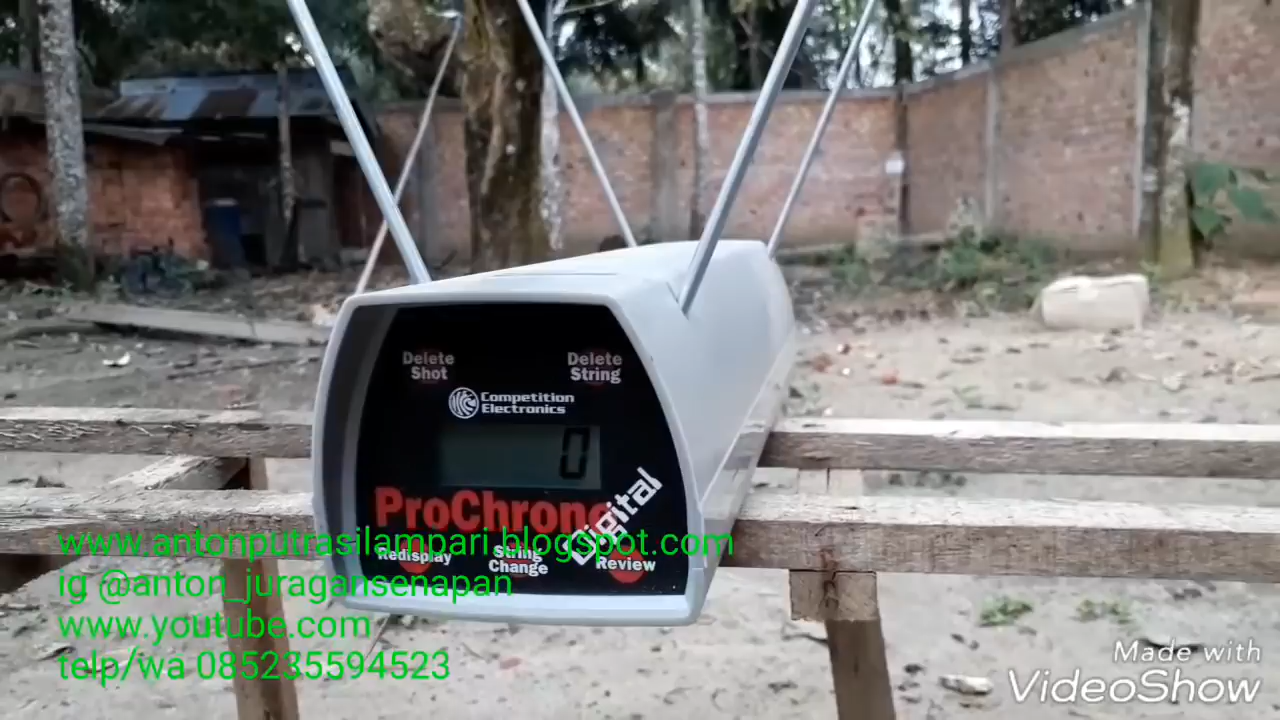 Delete Shot
Delete String
Competition Electronics
0
ProChrono
Digital
Redisplay
String Change
Review
www.antonputrasilampari.blogspot.com
ig @anton_juragansenapan
www.youtube.com
telp/wa 085235594523
Made with
VideoShow